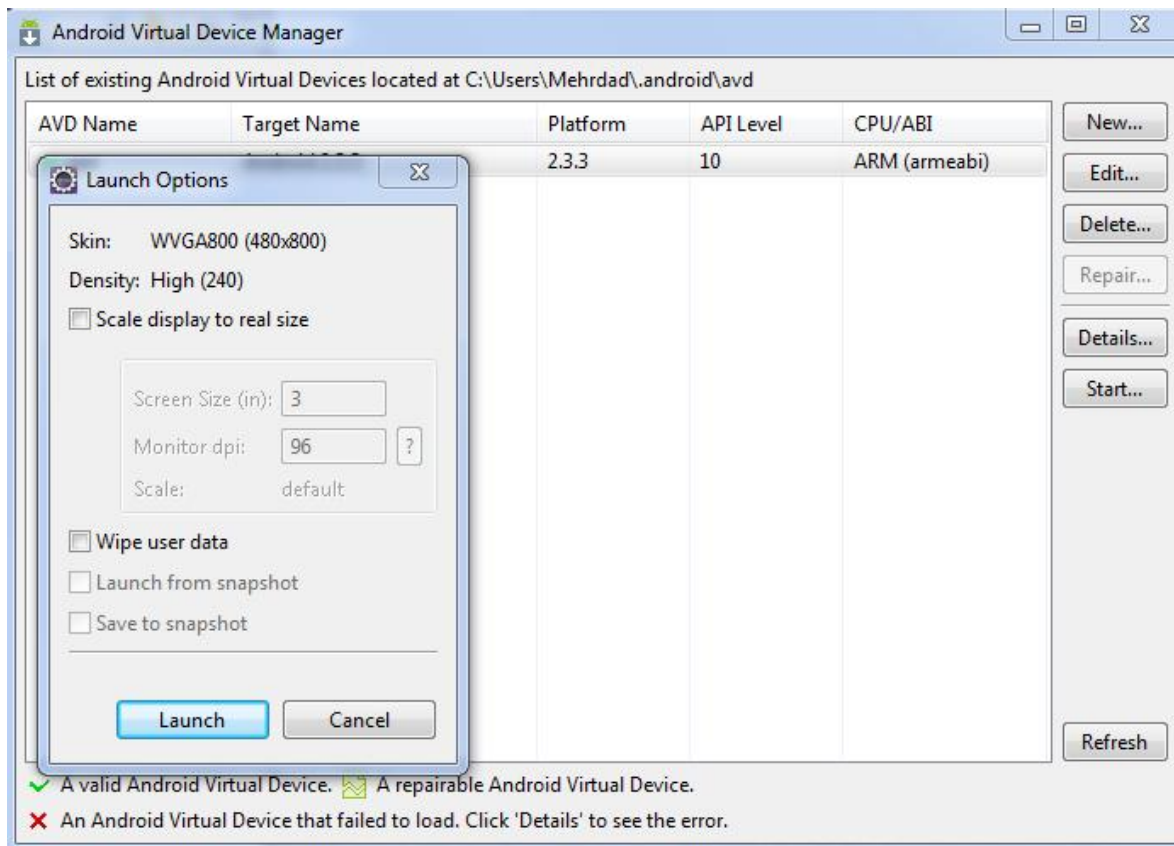 Android Virtual Device Manager
List of existing Android Virtual Devices located at C:\Users\Mehrdad\.android\avd
AVD Name Target Name Platform API Level CPU/ABI
2.3.3 10 ARM (armeabi)
New...
Edit...
Delete...
Repair...
Details...
Start...
Refresh
Launch Options
Skin: WVGA800 (480x800)
Density: High (240)
Scale display to real size
Screen Size (in): 3
Monitor dpi: 96 ?
Scale: default
Wipe user data
Launch from snapshot
Save to snapshot
Launch Cancel
A valid Android Virtual Device. A repairable Android Virtual Device.
An Android Virtual Device that failed to load. Click 'Details' to see the error.